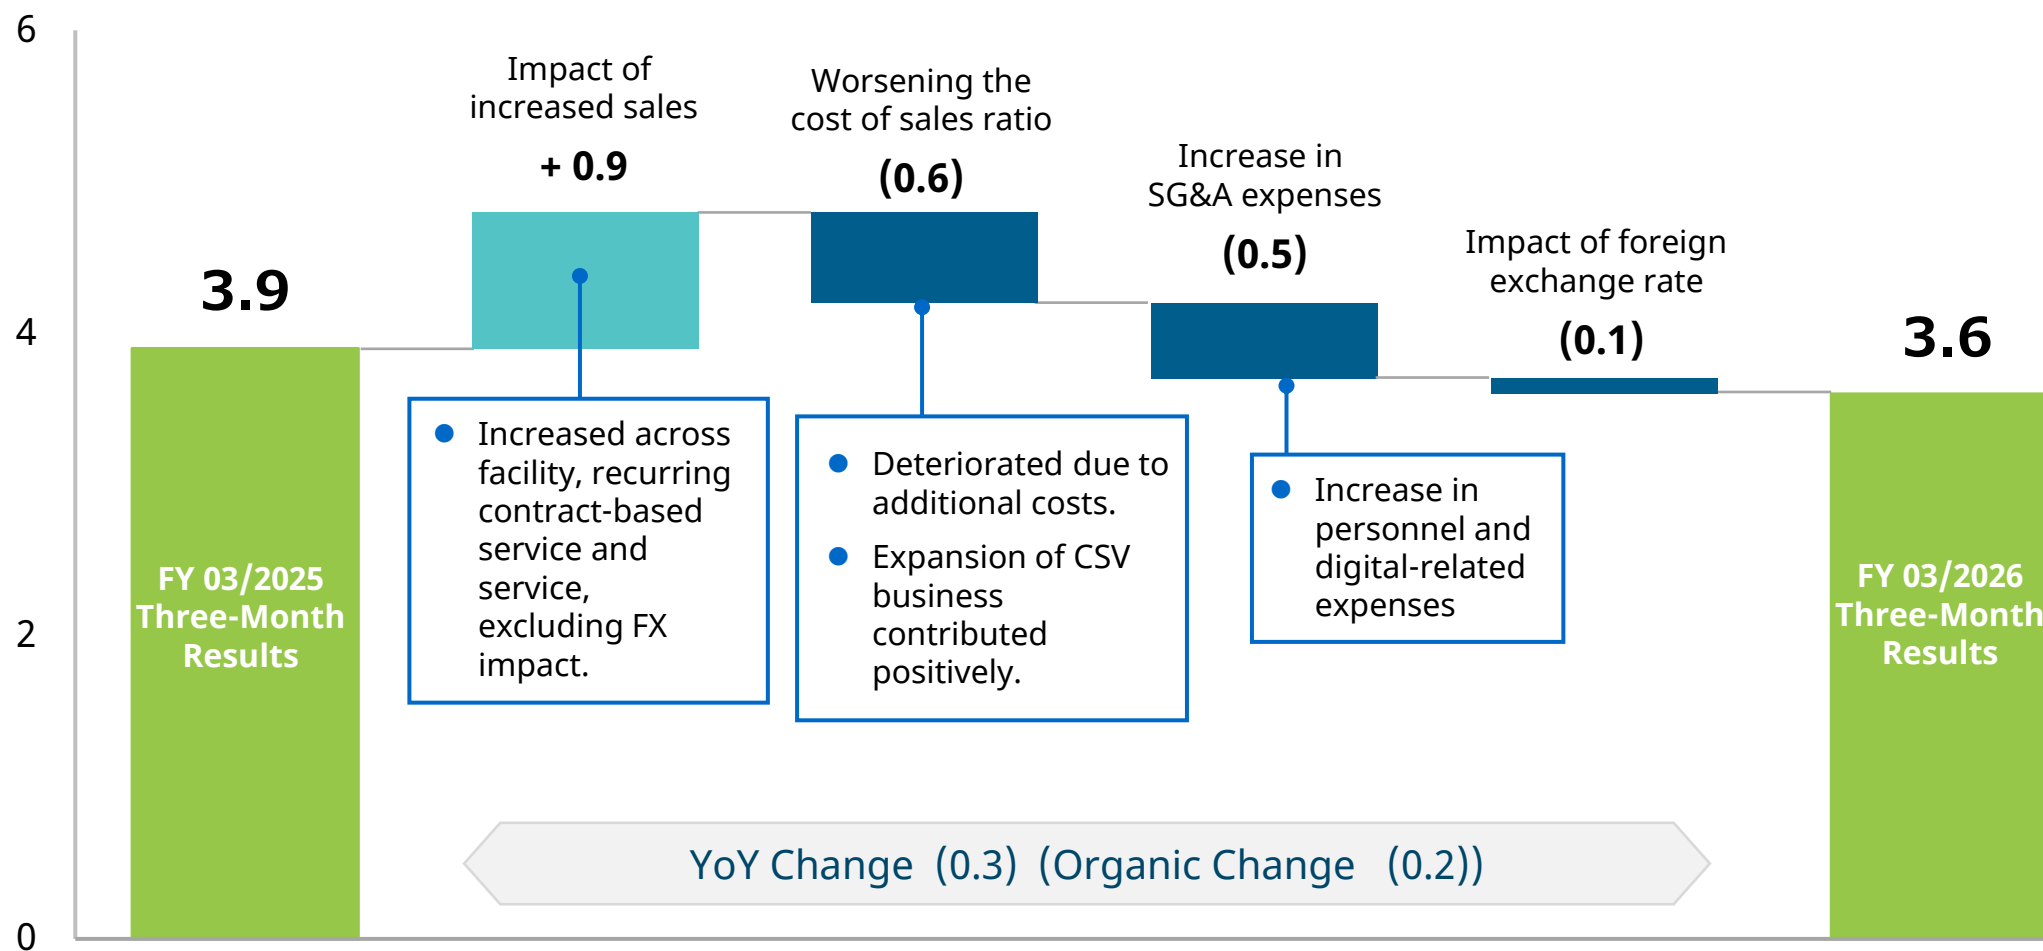 6
4
2
0
3.9
FY 03/2025
Three-Month
Results
Impact of
increased sales
+ 0.9
● Increased across
facility, recurring
contract-based
service and
service,
excluding FX
impact.
Worsening the
cost of sales ratio
(0.6)
● Deteriorated due to
additional costs.
● Expansion of CSV
business
contributed
positively.
Increase in
SG&A expenses
(0.5)
● Increase in
personnel and
digital-related
expenses
Impact of foreign
exchange rate
(0.1)
3.6
FY 03/2026
Three-Month
Results
YoY Change (0.3) (Organic Change (0.2))